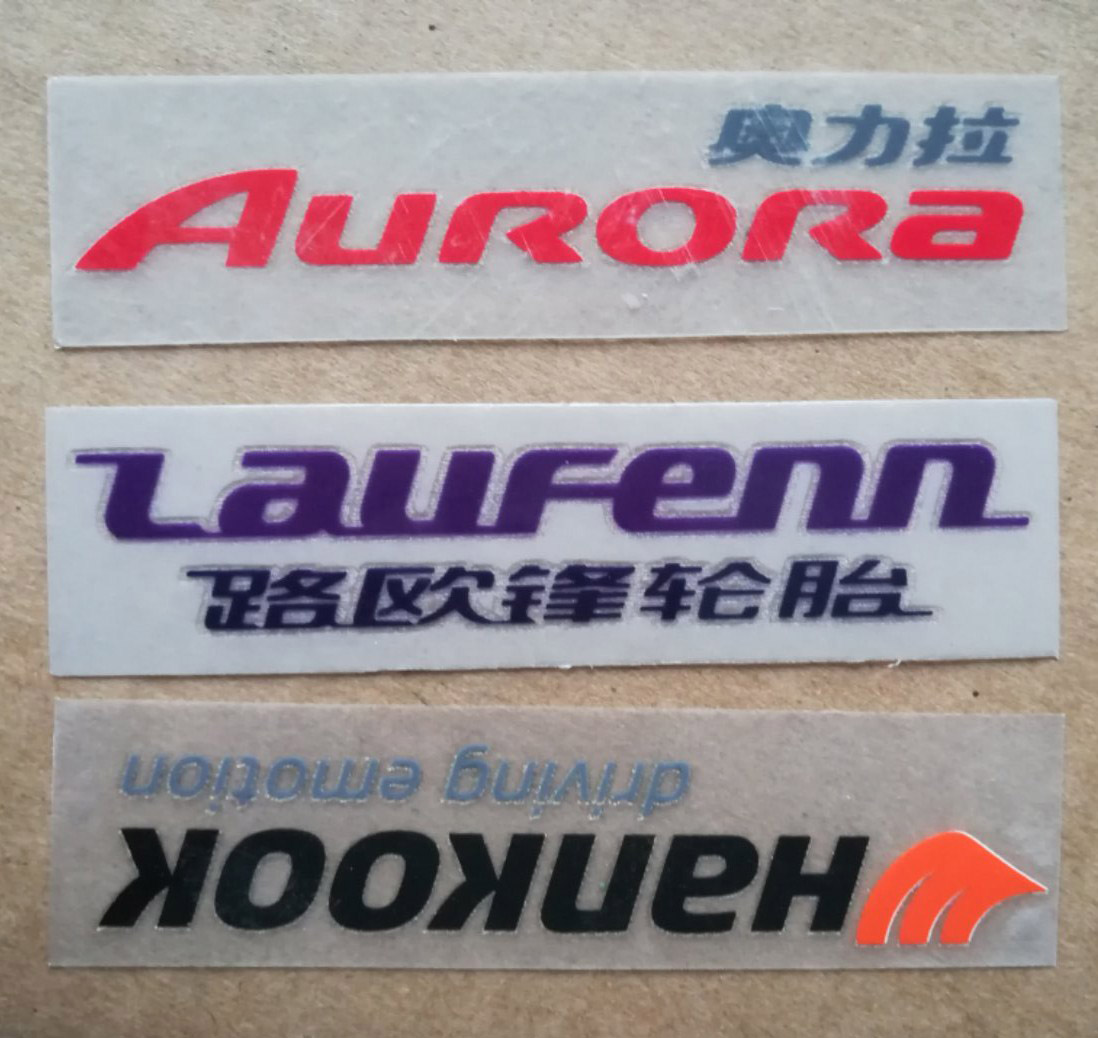 奥力拉
AURORA
Laufenn
路欧锋轮胎
Hankook
driving emotion